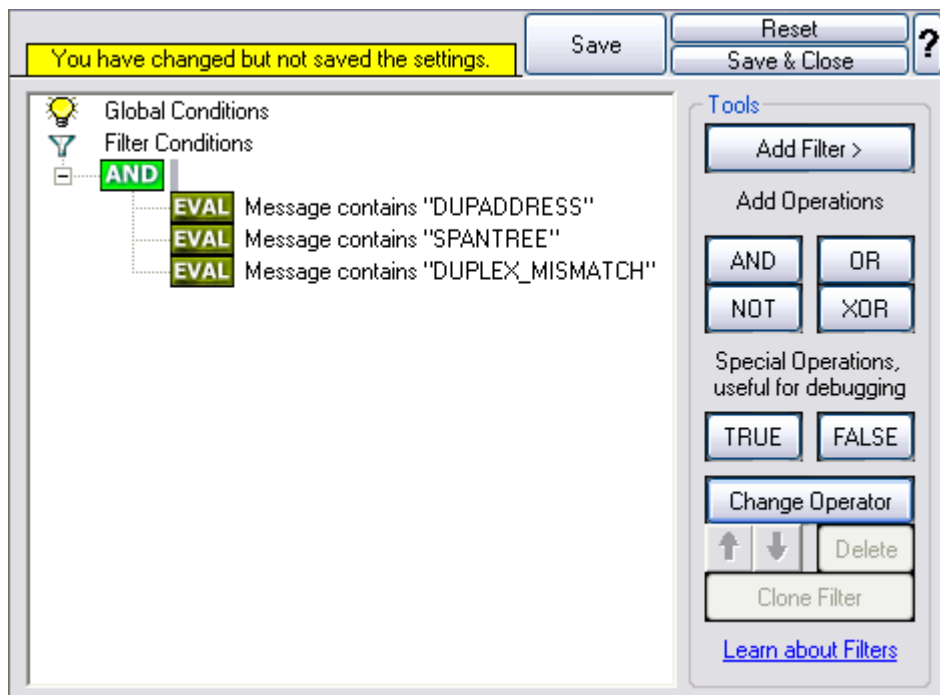 You have changed but not saved the settings.
Save
Reset
Save & Close
?
Global Conditions
Filter Conditions
AND
EVAL Message contains "DUPADDRESS"
EVAL Message contains "SPANTREE"
EVAL Message contains "DUPLEX_MISMATCH"
Tools
Add Filter >
Add Operations
AND OR
NOT XOR
Special Operations,
useful for debugging
TRUE FALSE
Change Operator
Delete
Clone Filter
Learn about Filters